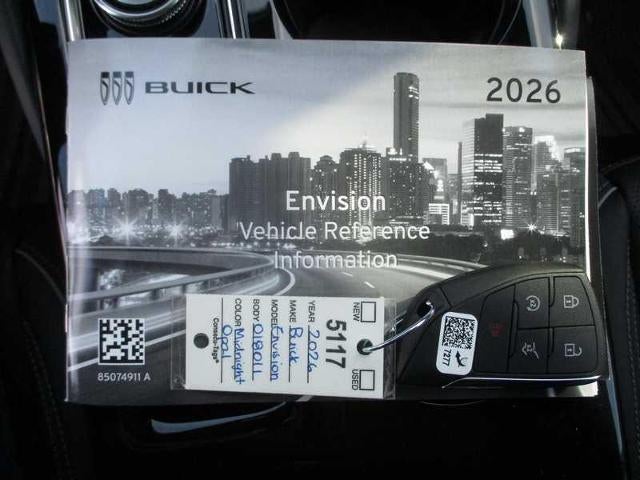 BUICK
2026
Envision
Vehicle Reference
Information
85074911 A
NEW
USED
5117
YEAR 2026
MAKE Buick
MODEL Envision
BODY 018011
COLOR Midnight
Opal
7277